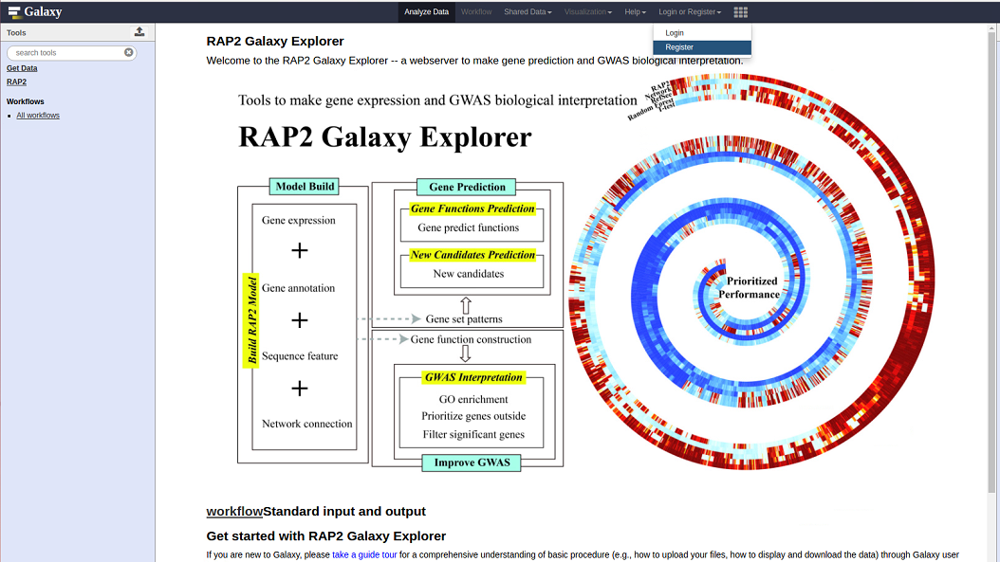 Galaxy
Analyze Data
Workflow
Shared Data
Visualization
Help
Login or Register
Login
Register
Tools
search tools
Get Data
RAP2
Workflows
All workflows
RAP2 Galaxy Explorer
Welcome to the RAP2 Galaxy Explorer -- a webserver to make gene prediction and GWAS biological interpretation.
Tools to make gene expression and GWAS biological interpretation
RAP2 Galaxy Explorer
Model Build
Gene expression
+
Gene annotation
+
Sequence feature
+
Network connection
Build RAP2 Model
Gene Prediction
Gene Functions Prediction
Gene predict functions
New Candidates Prediction
New candidates
Gene set patterns
Gene function construction
GWAS Interpretation
GO enrichment
Prioritize genes outside
Filter significant genes
Improve GWAS
RAP2
Network
RefSee
Random Forest
T-test
Prioritized
Performance
workflowStandard input and output
Get started with RAP2 Galaxy Explorer
If you are new to Galaxy, please take a guide tour for a comprehensive understanding of basic procedure (e.g., how to upload your files, how to display and download the data) through Galaxy user